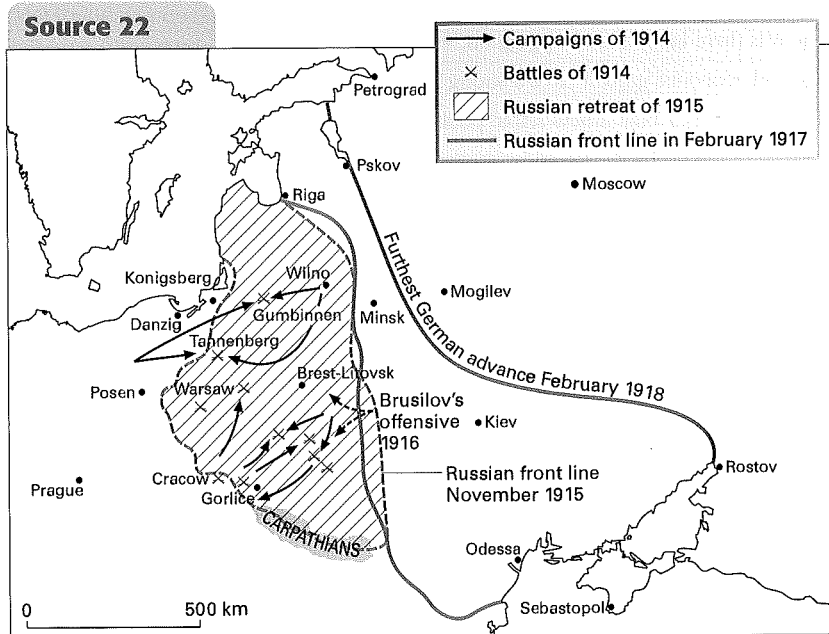 Source 22
Campaigns of 1914
Battles of 1914
Russian retreat of 1915
Russian front line in February 1917
Petrograd
Pskov
Moscow
Riga
Konigsberg
Wilno
Danzig
Gumbinnen
Minsk
Mogilev
Tannenberg
Furthest German advance February 1918
Posen
Warsaw
Brest-Litovsk
Brusilov's
offensive
1916
Kiev
Russian front line
November 1915
Rostov
Prague
Cracow
Gorlice
CARPATHIANS
Odessa
Sebastopol
0 500 km